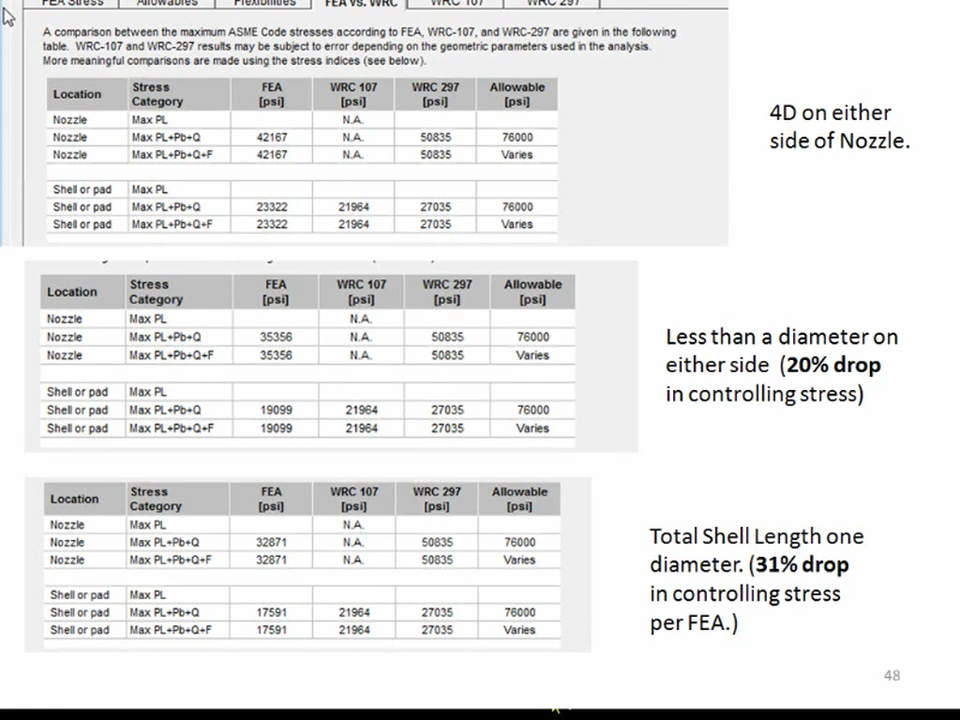 FEA Stress Allowables Flexibilities FEA vs. WRC WRC 107 WRC 297
A comparison between the maximum ASME Code stresses according to FEA, WRC-107, and WRC-297 are given in the following
table. WRC-107 and WRC-297 results may be subject to error depending on the geometric parameters used in the analysis.
More meaningful comparisons are made using the stress indices (see below).
Location Stress Category FEA [psi] WRC 107 [psi] WRC 297 [psi] Allowable [psi]
Nozzle Max PL N.A.
Nozzle Max PL+Pb+Q 42167 N.A. 50835 76000
Nozzle Max PL+Pb+Q+F 42167 N.A. 50835 Varies
Shell or pad Max PL
Shell or pad Max PL+Pb+Q 23322 21964 27035 76000
Shell or pad Max PL+Pb+Q+F 23322 21964 27035 Varies
4D on either
side of Nozzle.
Location Stress Category FEA [psi] WRC 107 [psi] WRC 297 [psi] Allowable [psi]
Nozzle Max PL N.A.
Nozzle Max PL+Pb+Q 35356 N.A. 50835 76000
Nozzle Max PL+Pb+Q+F 35356 N.A. 50835 Varies
Shell or pad Max PL
Shell or pad Max PL+Pb+Q 19099 21964 27035 76000
Shell or pad Max PL+Pb+Q+F 19099 21964 27035 Varies
Less than a diameter on
either side (20% drop
in controlling stress)
Location Stress Category FEA [psi] WRC 107 [psi] WRC 297 [psi] Allowable [psi]
Nozzle Max PL N.A.
Nozzle Max PL+Pb+Q 32871 N.A. 50835 76000
Nozzle Max PL+Pb+Q+F 32871 N.A. 50835 Varies
Shell or pad Max PL
Shell or pad Max PL+Pb+Q 17591 21964 27035 76000
Shell or pad Max PL+Pb+Q+F 17591 21964 27035 Varies
Total Shell Length one
diameter. (31% drop
in controlling stress
per FEA.)
48